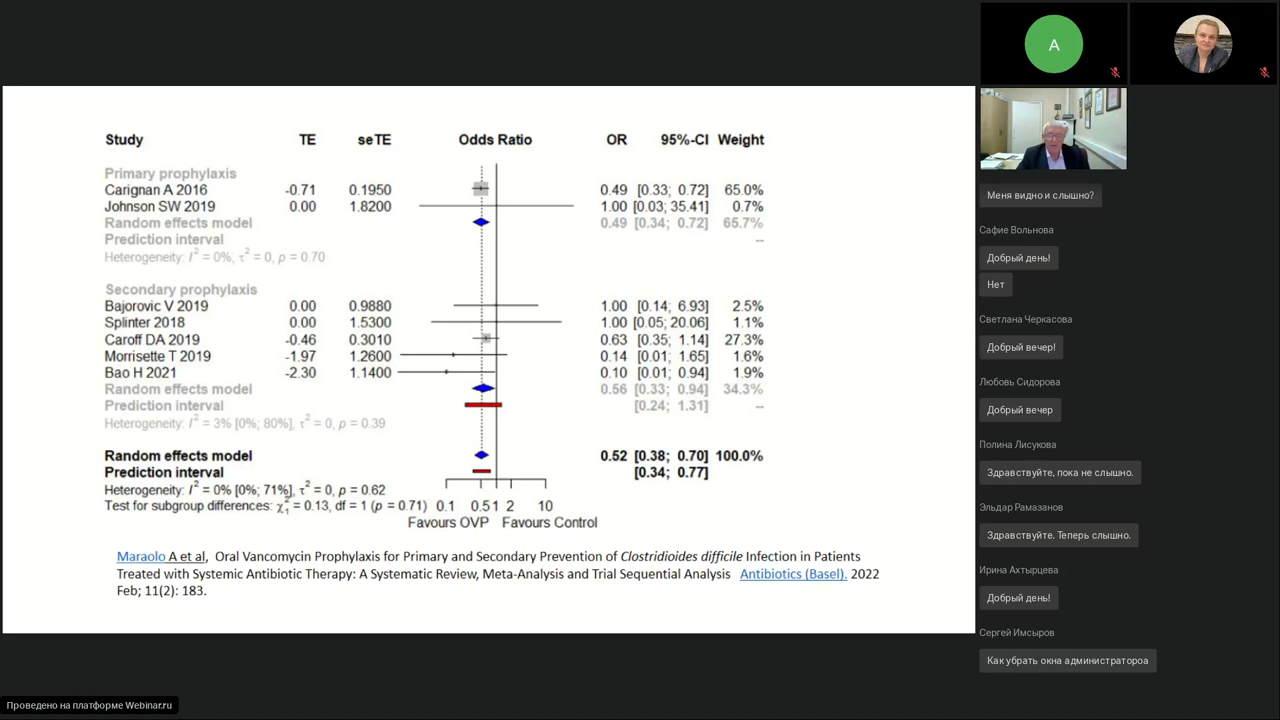 Study TE seTE Odds Ratio OR 95%-CI Weight
Primary prophylaxis
Carignan A 2016 -0.71 0.1950 0.49 [0.33; 0.72] 65.0%
Johnson SW 2019 0.00 1.8200 1.00 [0.03; 35.41] 0.7%
Random effects model 0.49 [0.34; 0.72] 65.7%
Prediction interval --
Heterogeneity: I² = 0%, τ² = 0, p = 0.70
Secondary prophylaxis
Bajorovic V 2019 0.00 0.9880 1.00 [0.14; 6.93] 2.5%
Splinter 2018 0.00 1.5300 1.00 [0.05; 20.06] 1.1%
Caroff DA 2019 -0.46 0.3010 0.63 [0.35; 1.14] 27.3%
Morrisette T 2019 -1.97 1.2600 0.14 [0.01; 1.65] 1.6%
Bao H 2021 -2.30 1.1400 0.10 [0.01; 0.94] 1.9%
Random effects model 0.56 [0.33; 0.94] 34.3%
Prediction interval [0.24; 1.31] --
Heterogeneity: I² = 3% [0%; 80%], τ² = 0, p = 0.39
Random effects model 0.52 [0.38; 0.70] 100.0%
Prediction interval [0.34; 0.77]
Heterogeneity: I² = 0% [0%; 71%], τ² = 0, p = 0.62
Test for subgroup differences: χ²₁ = 0.13, df = 1 (p = 0.71) 0.1 0.5 1 2 10
Favours OVP Favours Control
Maraolo A et al, Oral Vancomycin Prophylaxis for Primary and Secondary Prevention of Clostridioides difficile Infection in Patients
Treated with Systemic Antibiotic Therapy: A Systematic Review, Meta-Analysis and Trial Sequential Analysis Antibiotics (Basel). 2022
Feb; 11(2): 183.
A
Меня видно и слышно?
Сафие Вольнова
Добрый день!
Нет
Светлана Черкасова
Добрый вечер!
Любовь Сидорова
Добрый вечер
Полина Лисукова
Здравствуйте, пока не слышно.
Эльдар Рамазанов
Здравствуйте. Теперь слышно.
Ирина Ахтырцева
Добрый день!
Сергей Имсыров
Как убрать окна администратороа
Проведено на платформе Webinar.ru